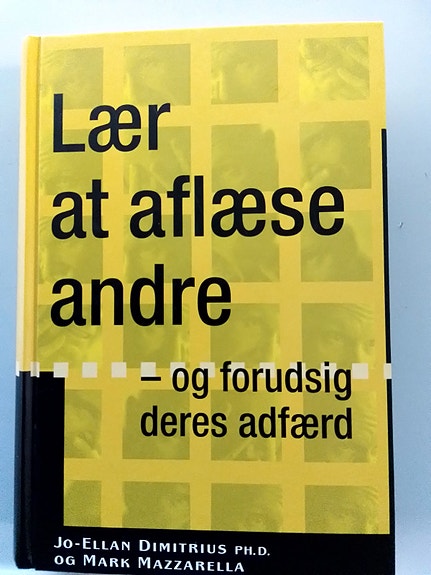 Lær
at aflæse
andre
– og forudsig
deres adfærd
JO-ELLAN DIMITRIUS PH.D.
OG MARK MAZZARELLA